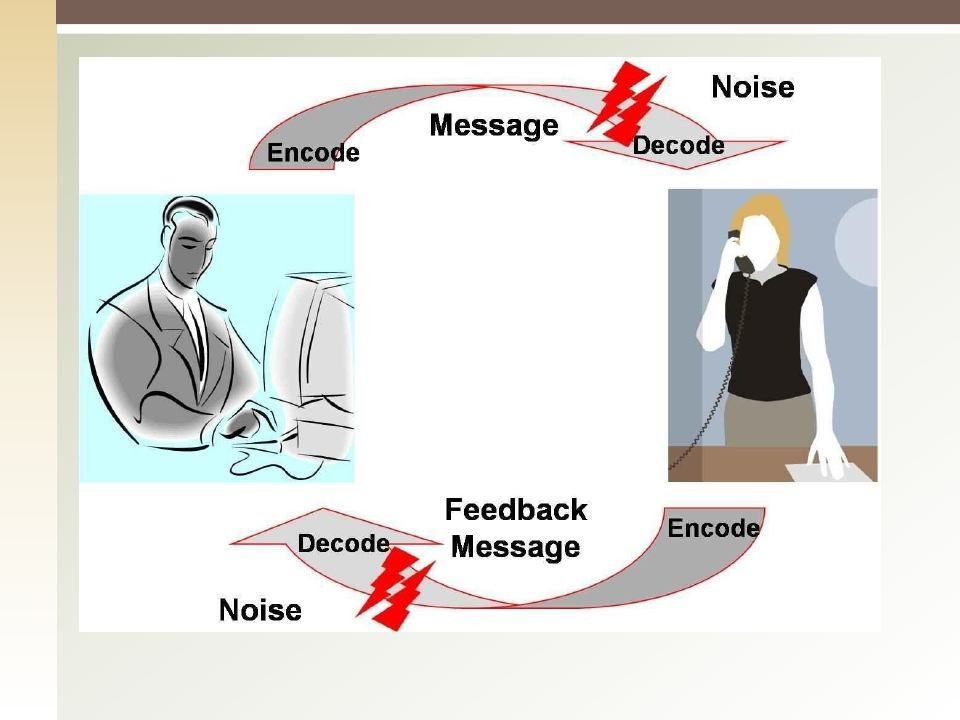 Noise
Message
Encode
Decode
Feedback
Message
Encode
Decode
Noise